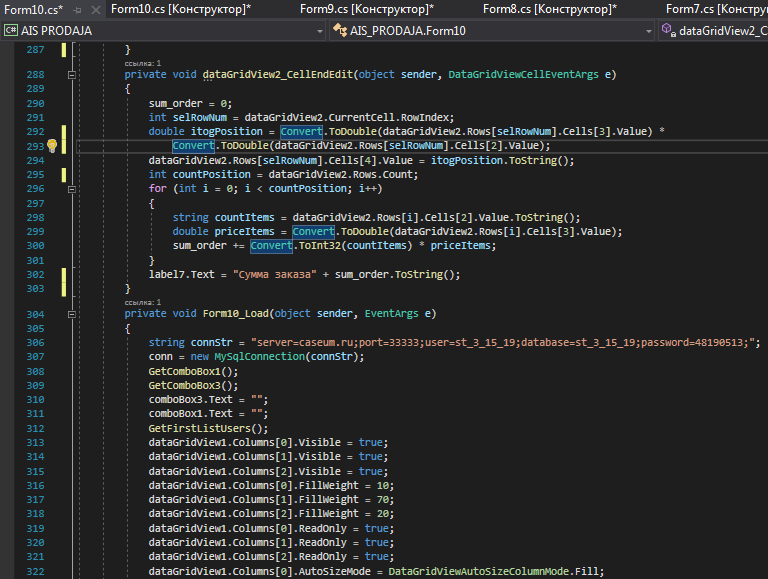 Form10.cs*
Form10.cs [Конструктор]*
Form9.cs [Конструктор]*
Form8.cs [Конструктор]*
Form7.cs [Констру
C# AIS PRODAJA
AIS_PRODAJA.Form10
dataGridView2_C
287 }
ссылка: 1
288 private void dataGridView2_CellEndEdit(object sender, DataGridViewCellEventArgs e)
289 {
290 sum_order = 0;
291 int selRowNum = dataGridView2.CurrentCell.RowIndex;
292 double itogPosition = Convert.ToDouble(dataGridView2.Rows[selRowNum].Cells[3].Value) *
293 Convert.ToDouble(dataGridView2.Rows[selRowNum].Cells[2].Value);
294 dataGridView2.Rows[selRowNum].Cells[4].Value = itogPosition.ToString();
295 int countPosition = dataGridView2.Rows.Count;
296 for (int i = 0; i < countPosition; i++)
297 {
298 string countItems = dataGridView2.Rows[i].Cells[2].Value.ToString();
299 double priceItems = Convert.ToDouble(dataGridView2.Rows[i].Cells[3].Value);
300 sum_order += Convert.ToInt32(countItems) * priceItems;
301 }
302 label7.Text = "Сумма заказа" + sum_order.ToString();
303 }
ссылка: 1
304 private void Form10_Load(object sender, EventArgs e)
305 {
306 string connStr = "server=caseum.ru;port=33333;user=st_3_15_19;database=st_3_15_19;password=48190513;";
307 conn = new MySqlConnection(connStr);
308 GetComboBox1();
309 GetComboBox3();
310 comboBox3.Text = "";
311 comboBox1.Text = "";
312 GetFirstListUsers();
313 dataGridView1.Columns[0].Visible = true;
314 dataGridView1.Columns[1].Visible = true;
315 dataGridView1.Columns[2].Visible = true;
316 dataGridView1.Columns[0].FillWeight = 10;
317 dataGridView1.Columns[1].FillWeight = 70;
318 dataGridView1.Columns[2].FillWeight = 20;
319 dataGridView1.Columns[0].ReadOnly = true;
320 dataGridView1.Columns[1].ReadOnly = true;
321 dataGridView1.Columns[2].ReadOnly = true;
322 dataGridView1.Columns[0].AutoSizeMode = DataGridViewAutoSizeColumnMode.Fill;